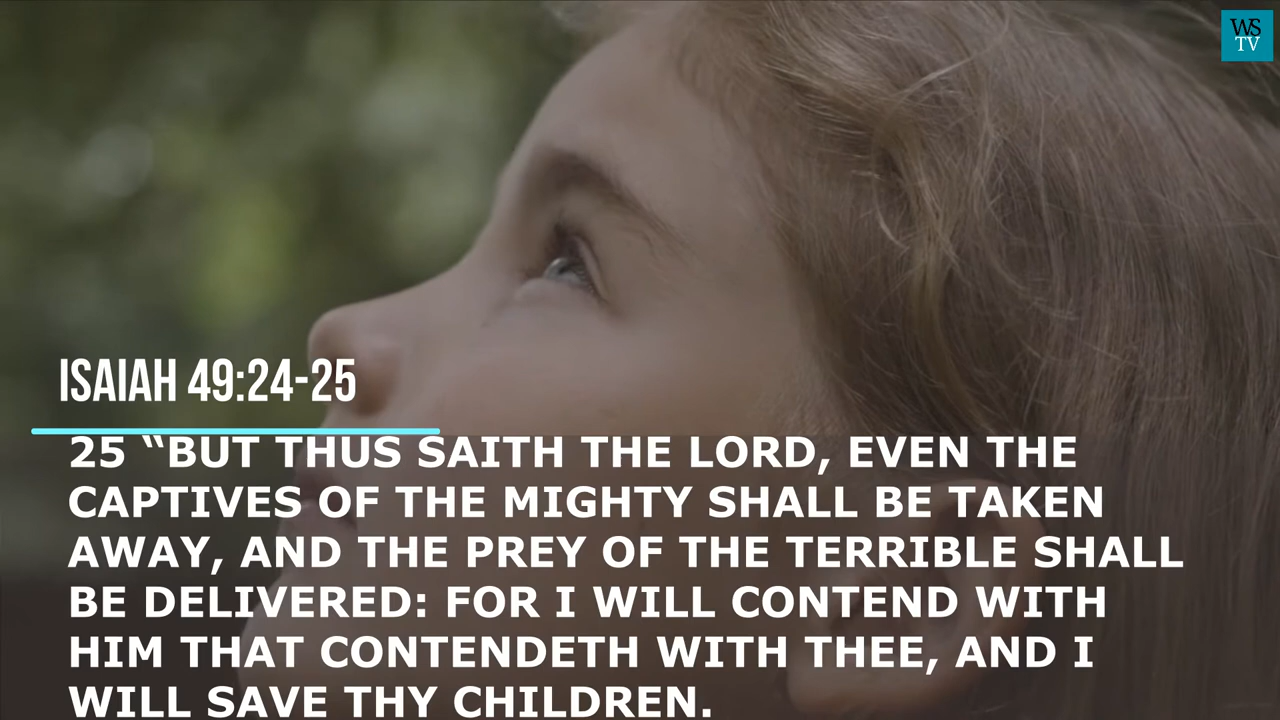 WS
TV
ISAIAH 49:24-25
25 “BUT THUS SAITH THE LORD, EVEN THE
CAPTIVES OF THE MIGHTY SHALL BE TAKEN
AWAY, AND THE PREY OF THE TERRIBLE SHALL
BE DELIVERED: FOR I WILL CONTEND WITH
HIM THAT CONTENDETH WITH THEE, AND I
WILL SAVE THY CHILDREN.